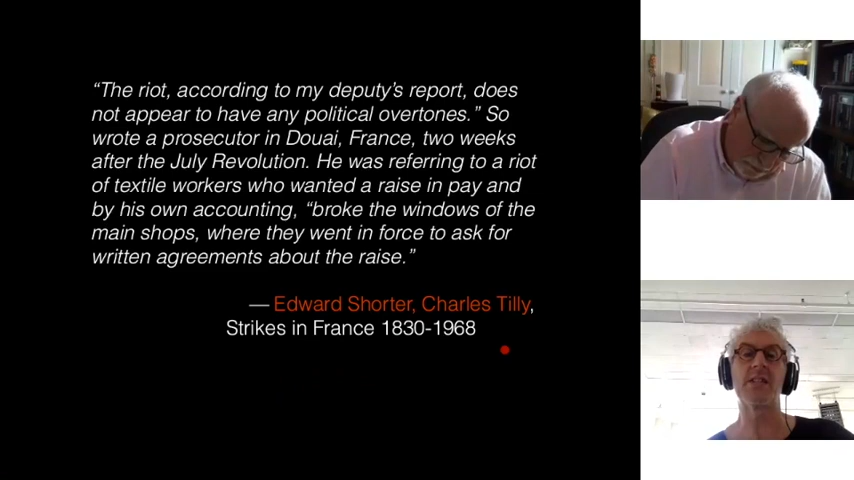 “The riot, according to my deputy’s report, does
not appear to have any political overtones.” So
wrote a prosecutor in Douai, France, two weeks
after the July Revolution. He was referring to a riot
of textile workers who wanted a raise in pay and
by his own accounting, “broke the windows of the
main shops, where they went in force to ask for
written agreements about the raise.”
— Edward Shorter, Charles Tilly,
Strikes in France 1830-1968